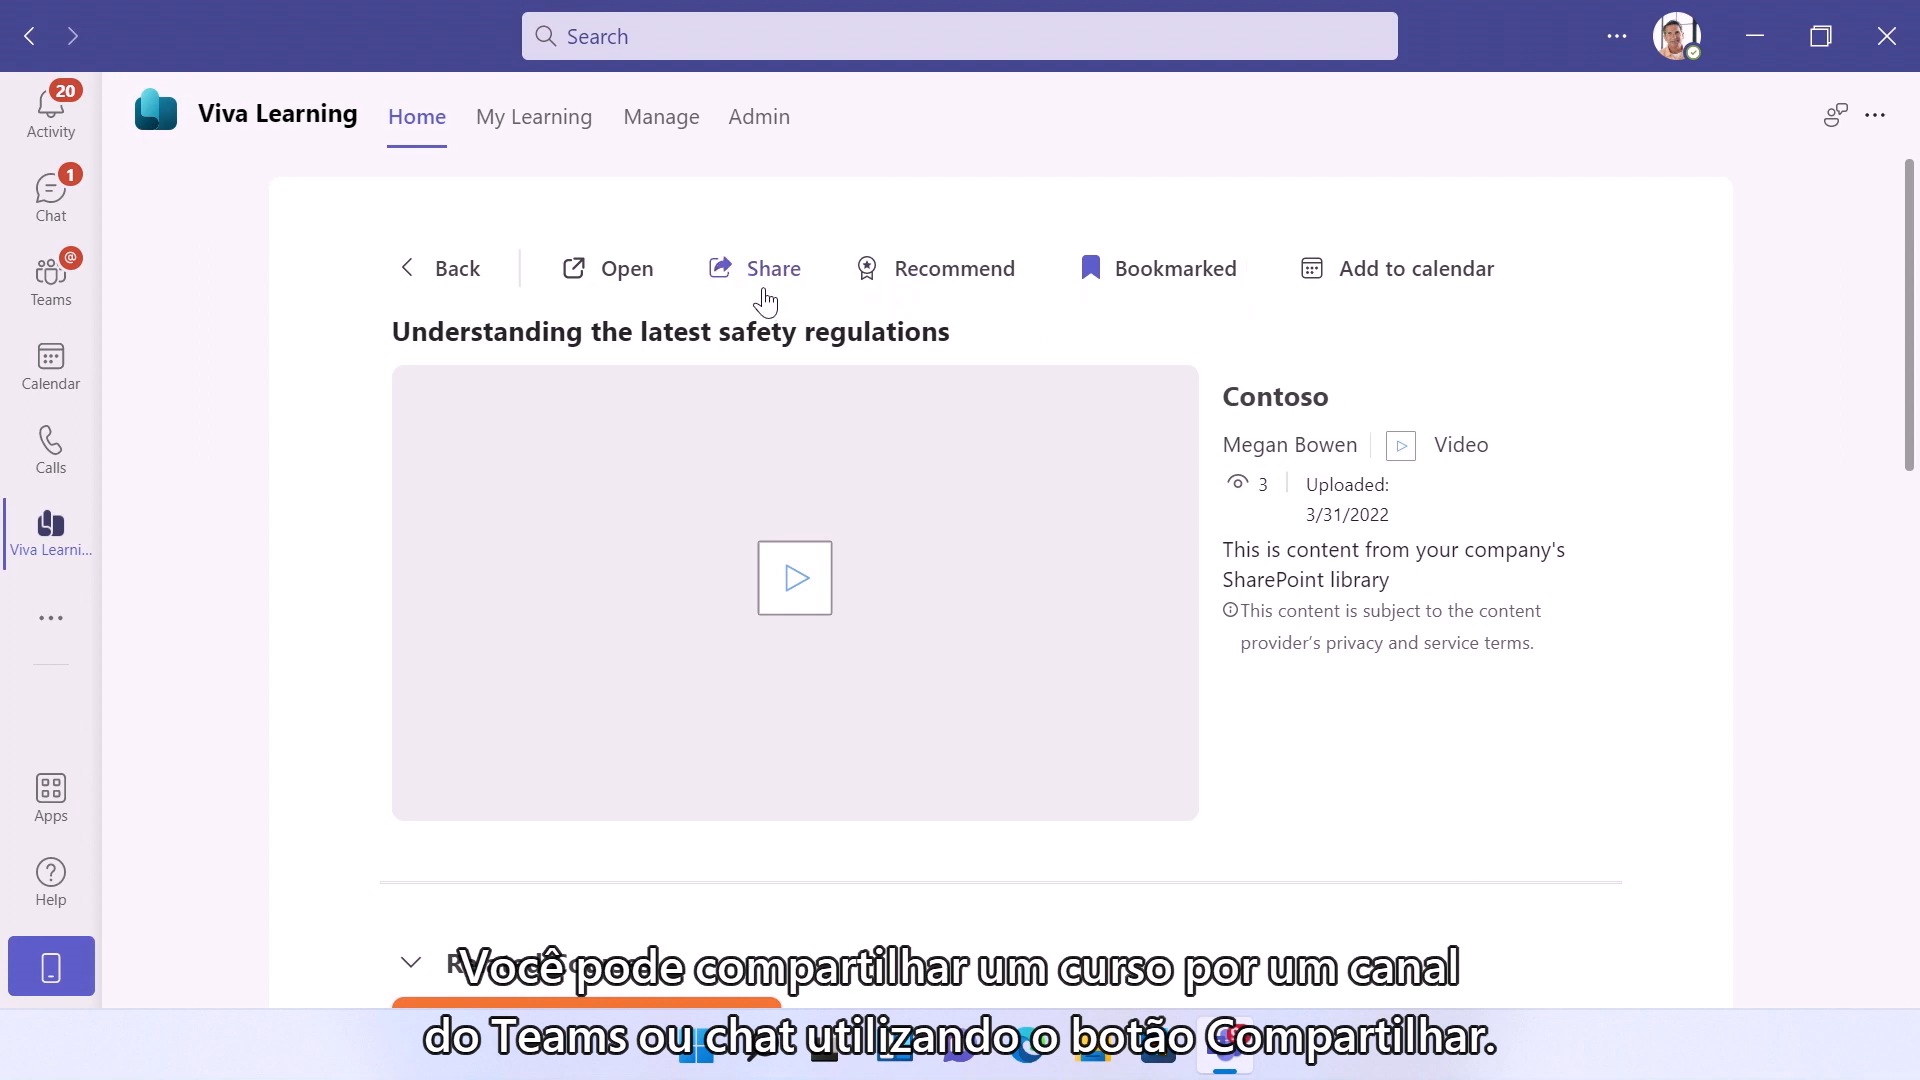 Search
20
Activity
1
Chat
@
Teams
Calendar
Calls
Viva Learni...
Apps
Help
Viva Learning
Home
My Learning
Manage
Admin
Back
Open
Share
Recommend
Bookmarked
Add to calendar
Understanding the latest safety regulations
Contoso
Megan Bowen
Video
3
Uploaded:
3/31/2022
This is content from your company's
SharePoint library
This content is subject to the content
provider's privacy and service terms.
Você pode compartilhar um curso por um canal
do Teams ou chat utilizando o botão Compartilhar.